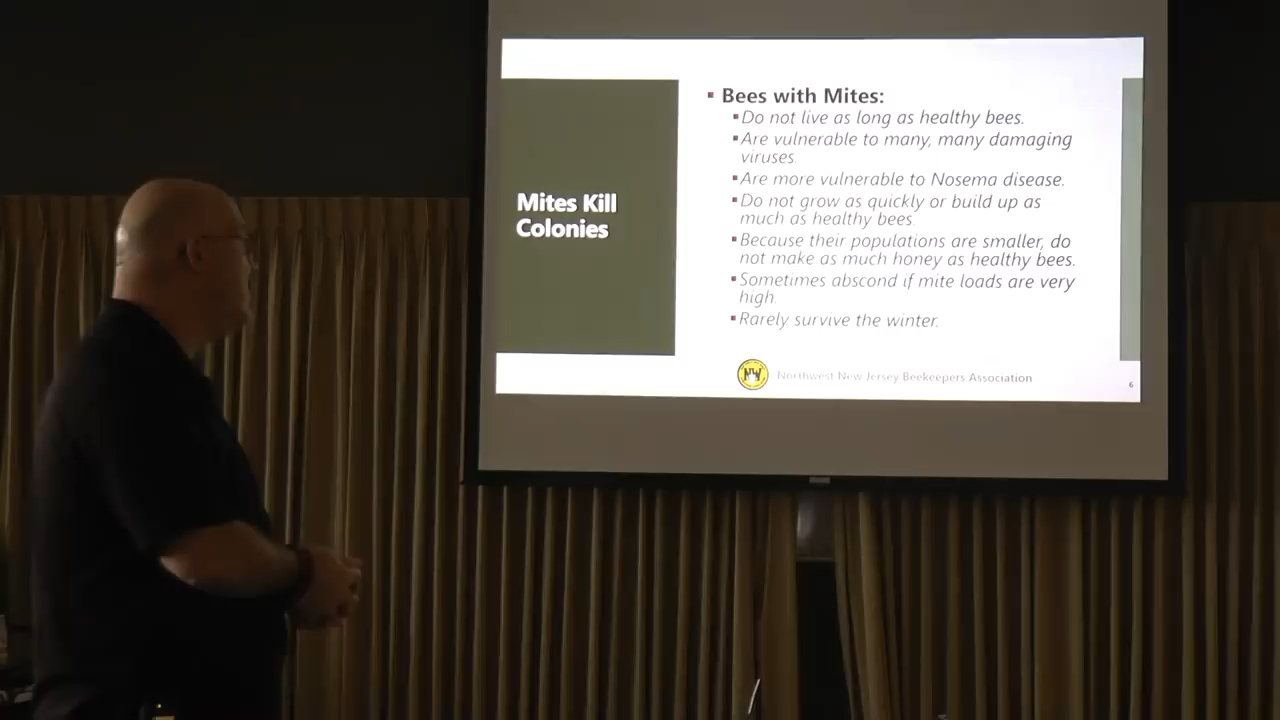 Mites Kill
Colonies
Bees with Mites:
Do not live as long as healthy bees.
Are vulnerable to many, many damaging
viruses.
Are more vulnerable to Nosema disease.
Do not grow as quickly or build up as
much as healthy bees.
Because their populations are smaller, do
not make as much honey as healthy bees.
Sometimes abscond if mite loads are very
high.
Rarely survive the winter.
NW
Northwest New Jersey Beekeepers Association
6